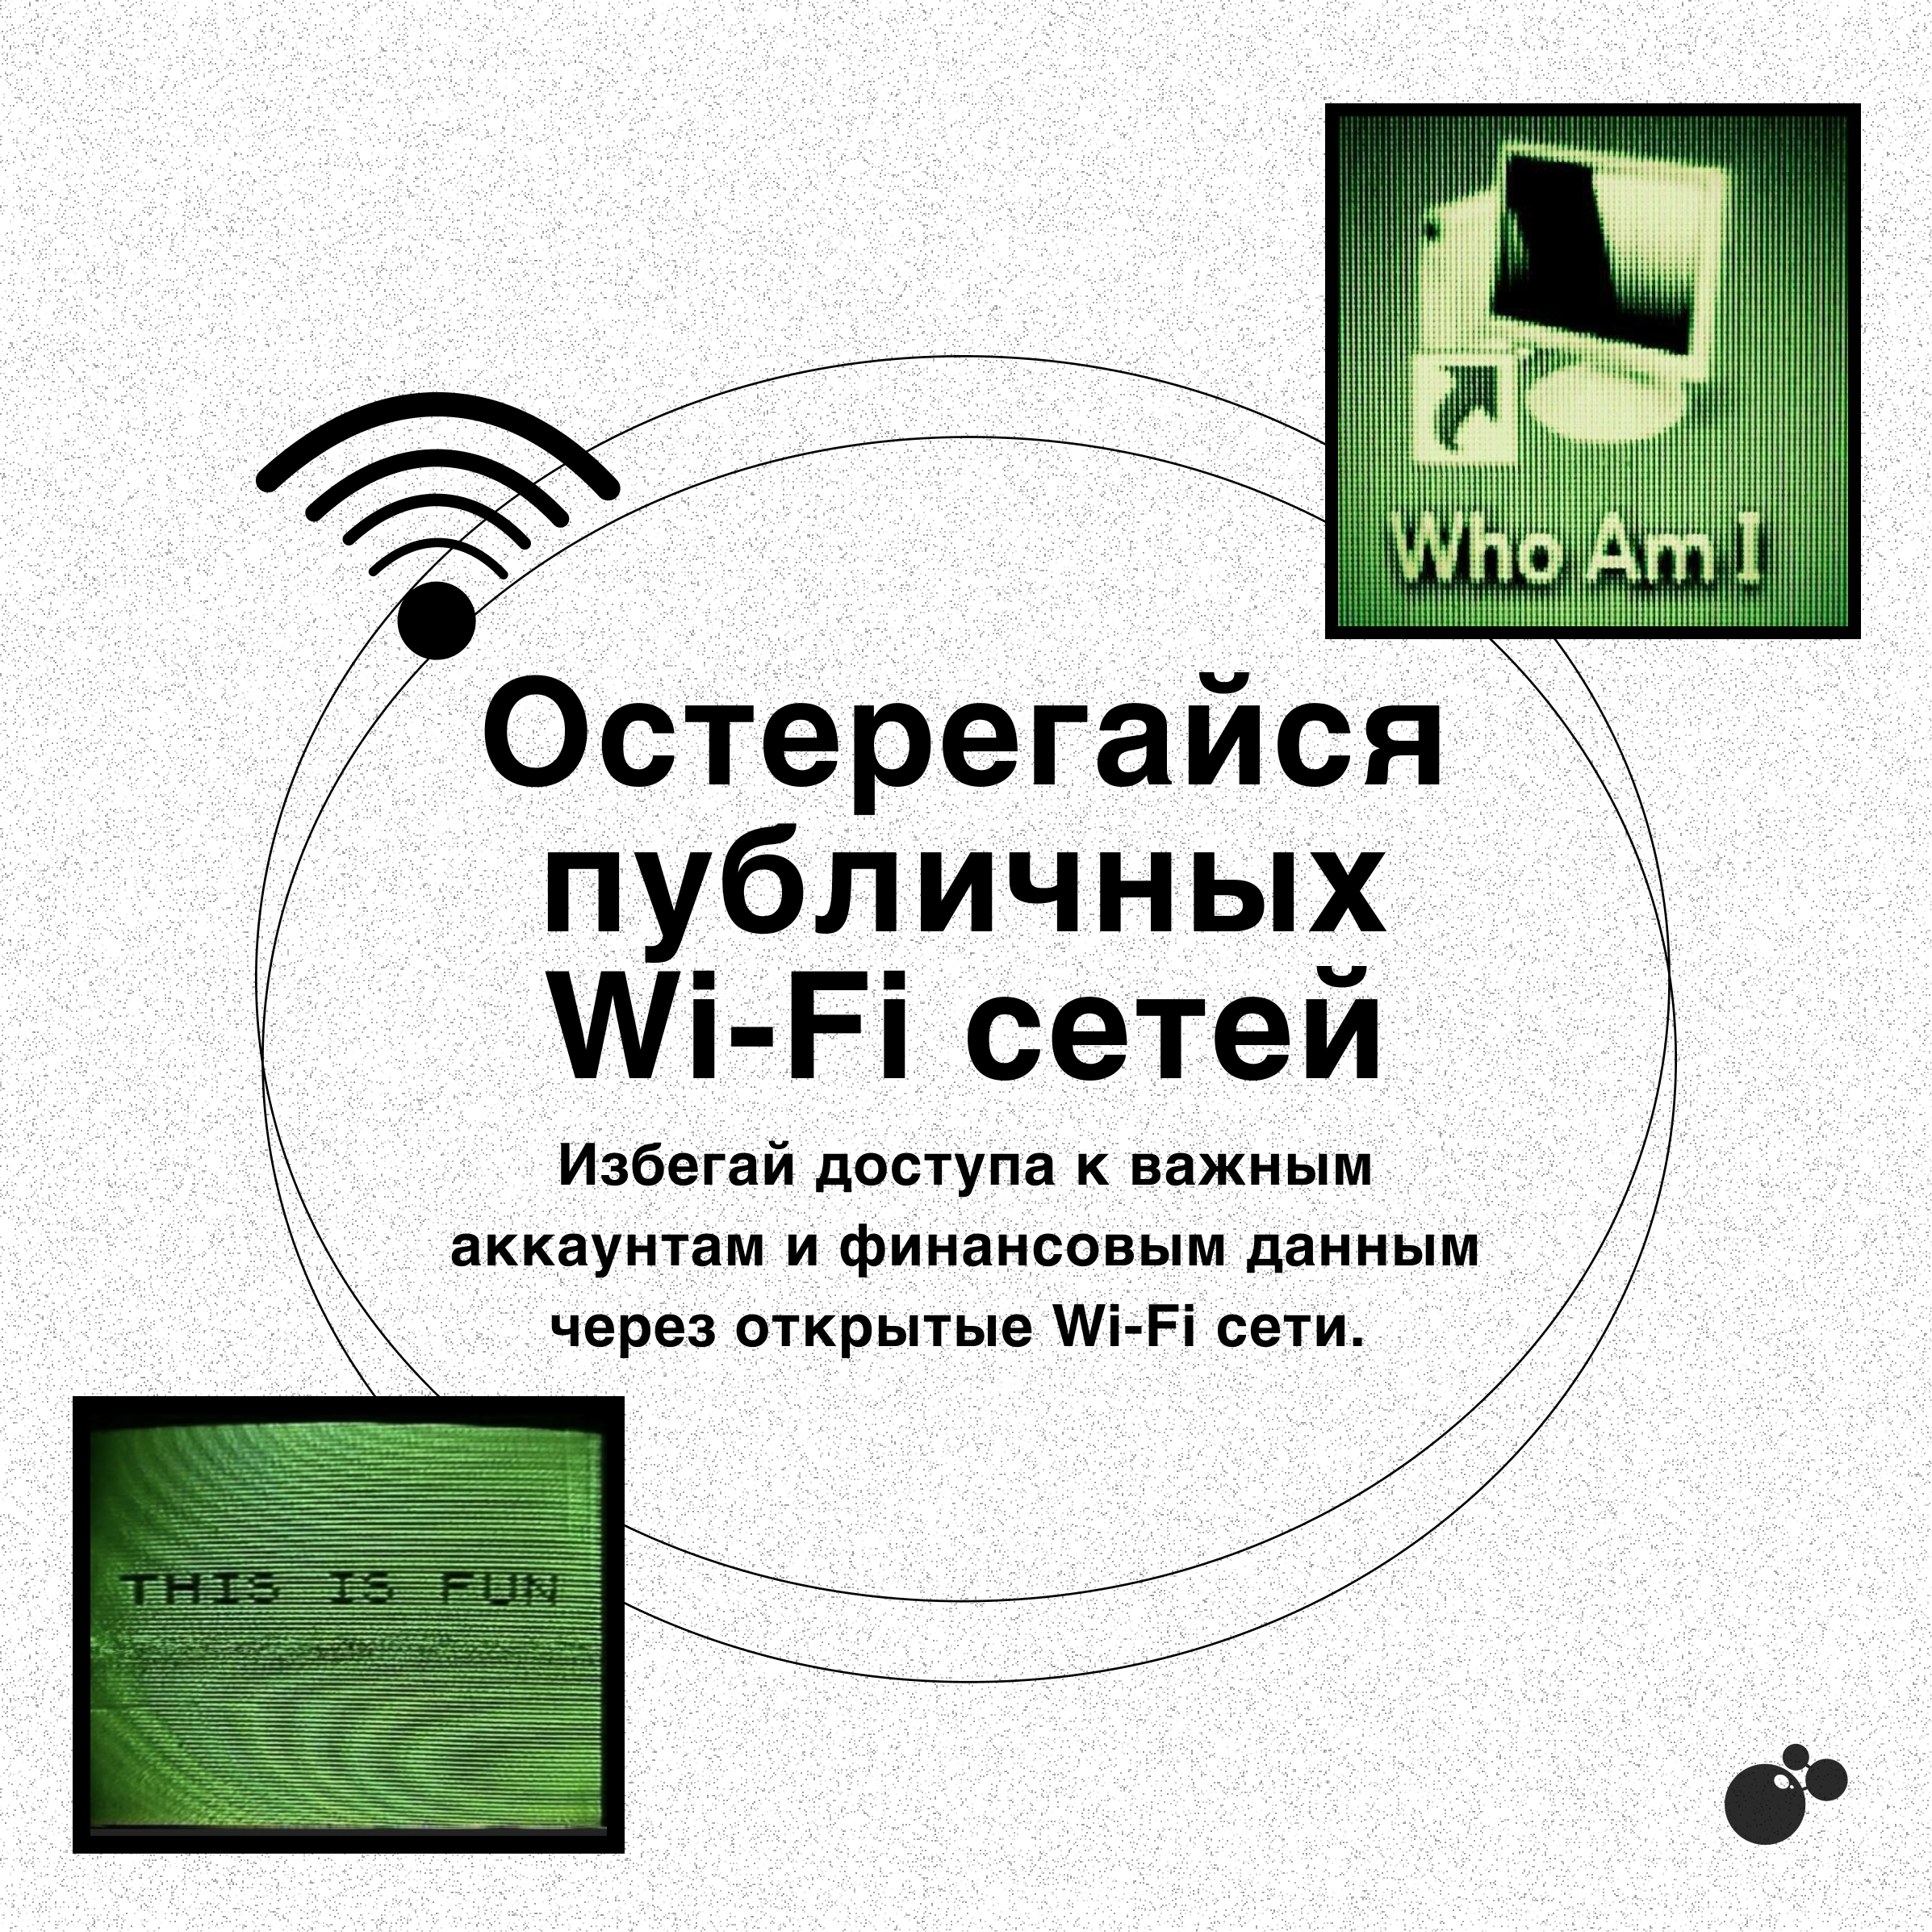 Who Am I
Остерегайся
публичных
Wi-Fi сетей
Избегай доступа к важным
аккаунтам и финансовым данным
через открытые Wi-Fi сети.
THIS IS FUN